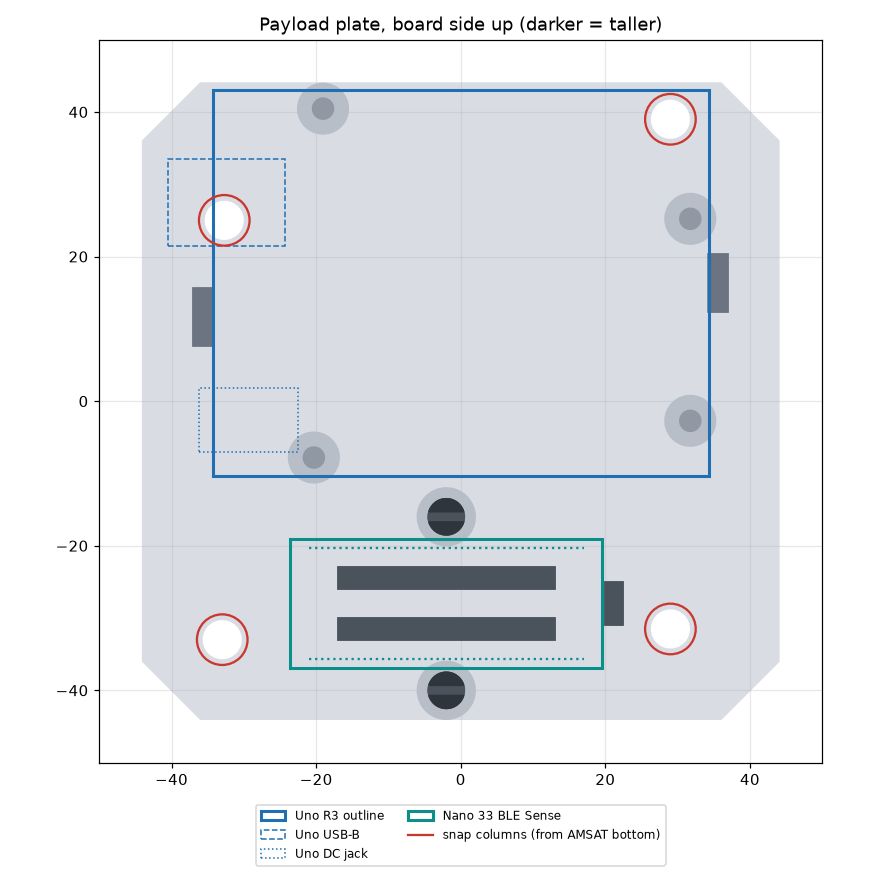 Payload plate, board side up (darker = taller)
40
20
0
−20
−40
−40
−20
0
20
40
Uno R3 outline
Uno USB-B
Uno DC jack
Nano 33 BLE Sense
snap columns (from AMSAT bottom)